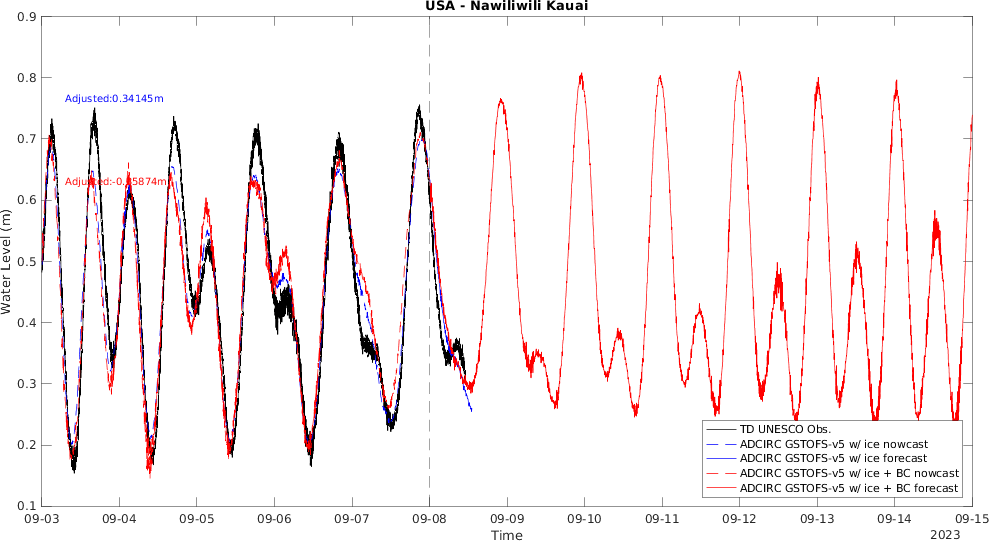 USA - Nawiliwili Kauai
0.9
0.8
0.7
0.6
0.5
0.4
0.3
0.2
0.1
Water Level (m)
Adjusted:0.34145m
TD UNESCO Obs.
ADCIRC GSTOFS-v5 w/ ice nowcast
ADCIRC GSTOFS-v5 w/ ice forecast
ADCIRC GSTOFS-v5 w/ ice + BC nowcast
ADCIRC GSTOFS-v5 w/ ice + BC forecast
09-03 09-04 09-05 09-06 09-07 09-08 09-09 09-10 09-11 09-12 09-13 09-14 09-15
Time
2023